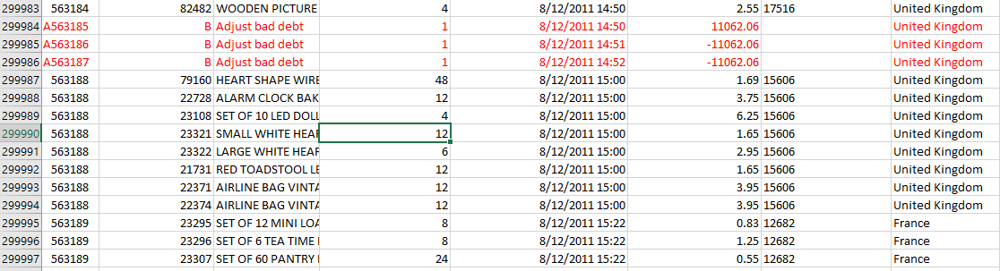 299983 563184 82482 WOODEN PICTURE 4 8/12/2011 14:50 2.55 17516 United Kingdom
299984 A563185 B Adjust bad debt 1 8/12/2011 14:50 11062.06 United Kingdom
299985 A563186 B Adjust bad debt 1 8/12/2011 14:51 -11062.06 United Kingdom
299986 A563187 B Adjust bad debt 1 8/12/2011 14:52 -11062.06 United Kingdom
299987 563188 79160 HEART SHAPE WIRE 48 8/12/2011 15:00 1.69 15606 United Kingdom
299988 563188 22728 ALARM CLOCK BAK 12 8/12/2011 15:00 3.75 15606 United Kingdom
299989 563188 23108 SET OF 10 LED DOLL 4 8/12/2011 15:00 6.25 15606 United Kingdom
299990 563188 23321 SMALL WHITE HEAR 12 8/12/2011 15:00 1.65 15606 United Kingdom
299991 563188 23322 LARGE WHITE HEAR 6 8/12/2011 15:00 2.95 15606 United Kingdom
299992 563188 21731 RED TOADSTOOL LE 12 8/12/2011 15:00 1.65 15606 United Kingdom
299993 563188 22371 AIRLINE BAG VINTA 12 8/12/2011 15:00 3.95 15606 United Kingdom
299994 563188 22374 AIRLINE BAG VINTA 12 8/12/2011 15:00 3.95 15606 United Kingdom
299995 563189 23295 SET OF 12 MINI LOA 8 8/12/2011 15:22 0.83 12682 France
299996 563189 23296 SET OF 6 TEA TIME 8 8/12/2011 15:22 1.25 12682 France
299997 563189 23307 SET OF 60 PANTRY 24 8/12/2011 15:22 0.55 12682 France